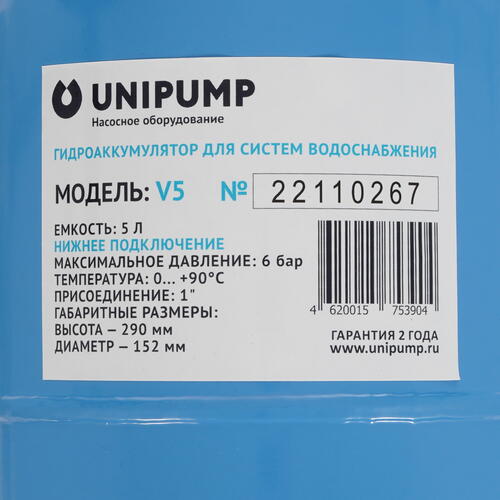 UNIPUMP
Насосное оборудование
ГИДРОАККУМУЛЯТОР ДЛЯ СИСТЕМ ВОДОСНАБЖЕНИЯ
МОДЕЛЬ: V5 № 22110267
ЕМКОСТЬ: 5 Л
НИЖНЕЕ ПОДКЛЮЧЕНИЕ
МАКСИМАЛЬНОЕ ДАВЛЕНИЕ: 6 бар
ТЕМПЕРАТУРА: 0... +90°C
ПРИСОЕДИНЕНИЕ: 1"
ГАБАРИТНЫЕ РАЗМЕРЫ:
ВЫСОТА – 290 мм
ДИАМЕТР – 152 мм
4 620015 753904
ГАРАНТИЯ 2 ГОДА
www.unipump.ru